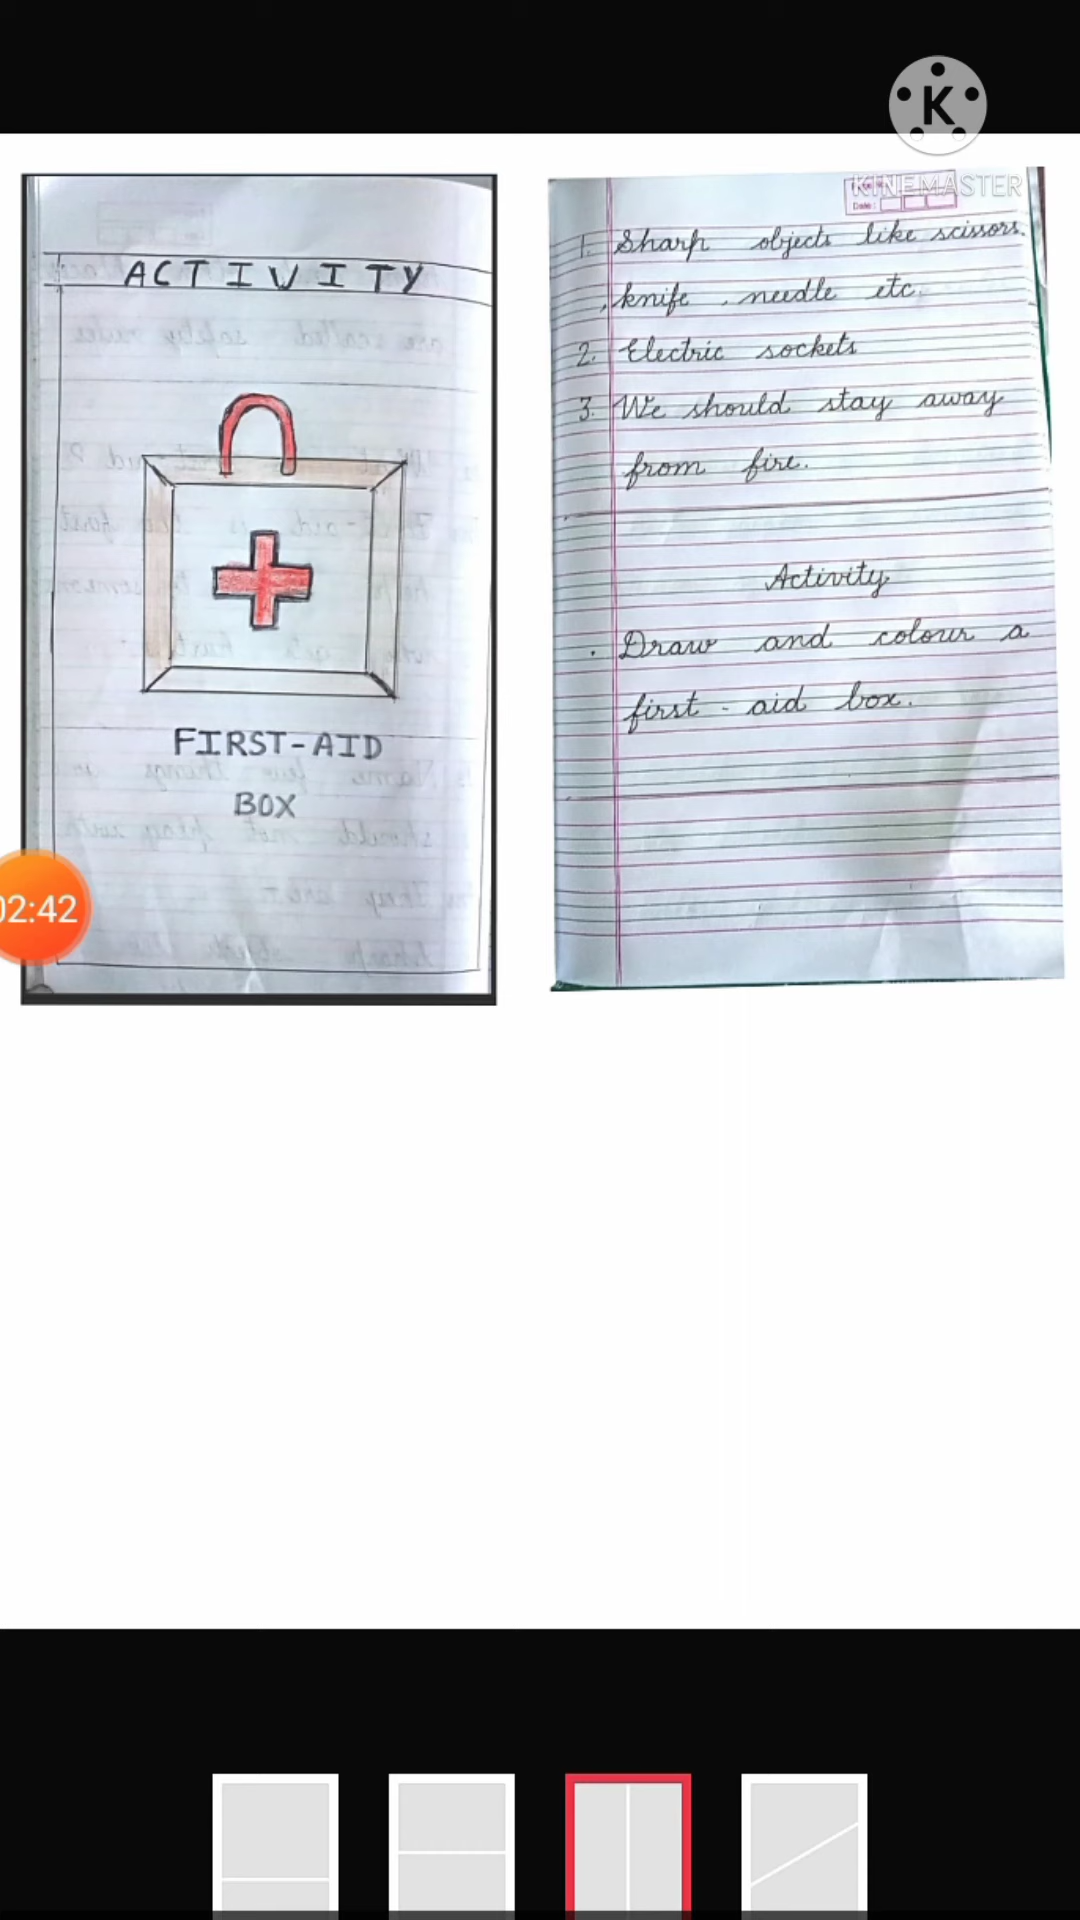 K
KINEMASTER
ACTIVITY
FIRST-AID
BOX
02:42
Date:
1. Sharp objects like scissors,
knife, needle etc.
2. Electric sockets
3. We should stay away
from fire.
Activity
. Draw and colour a
first - aid box.